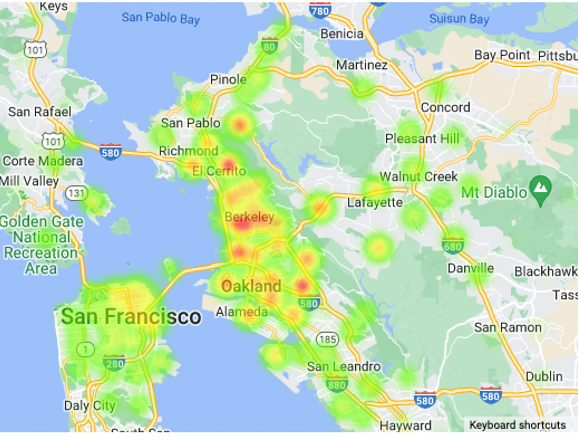 Keys
San Pablo Bay
780
Suisun Bay
101
80
Benicia
Bay Point
Pittsbu
Martinez
Pinole
San Rafael
Concord
San Pablo
101
580
Richmond
Pleasant Hill
Corte Madera
El Cerrito
Mill Valley
131
Walnut Creek
Mt Diablo
Lafayette
Golden Gate
National
Recreation
Area
Berkeley
680
Danville
Blackhawk
Oakland
580
Tass
Alameda
San Francisco
San Ramon
1
185
280
San Leandro
Dublin
880
580
580
Daly City
Hayward
Keyboard shortcuts